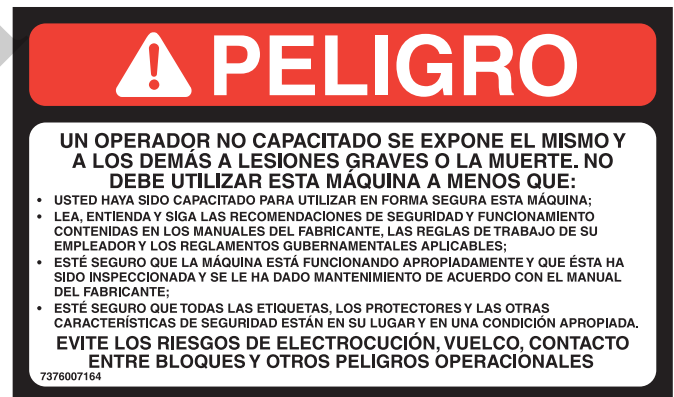 PELIGRO
UN OPERADOR NO CAPACITADO SE EXPONE EL MISMO Y
A LOS DEMÁS A LESIONES GRAVES O LA MUERTE. NO
DEBE UTILIZAR ESTA MÁQUINA A MENOS QUE:
• USTED HAYA SIDO CAPACITADO PARA UTILIZAR EN FORMA SEGURA ESTA MÁQUINA;
• LEA, ENTIENDA Y SIGA LAS RECOMENDACIONES DE SEGURIDAD Y FUNCIONAMIENTO
CONTENIDAS EN LOS MANUALES DEL FABRICANTE, LAS REGLAS DE TRABAJO DE SU
EMPLEADOR Y LOS REGLAMENTOS GUBERNAMENTALES APLICABLES;
• ESTÉ SEGURO QUE LA MÁQUINA ESTÁ FUNCIONANDO APROPIADAMENTE Y QUE ÉSTA HA
SIDO INSPECCIONADA Y SE LE HA DADO MANTENIMIENTO DE ACUERDO CON EL MANUAL
DEL FABRICANTE;
• ESTÉ SEGURO QUE TODAS LAS ETIQUETAS, LOS PROTECTORES Y LAS OTRAS
CARACTERÍSTICAS DE SEGURIDAD ESTÁN EN SU LUGAR Y EN UNA CONDICIÓN APROPIADA.
EVITE LOS RIESGOS DE ELECTROCUCIÓN, VUELCO, CONTACTO
ENTRE BLOQUES Y OTROS PELIGROS OPERACIONALES
7376007164